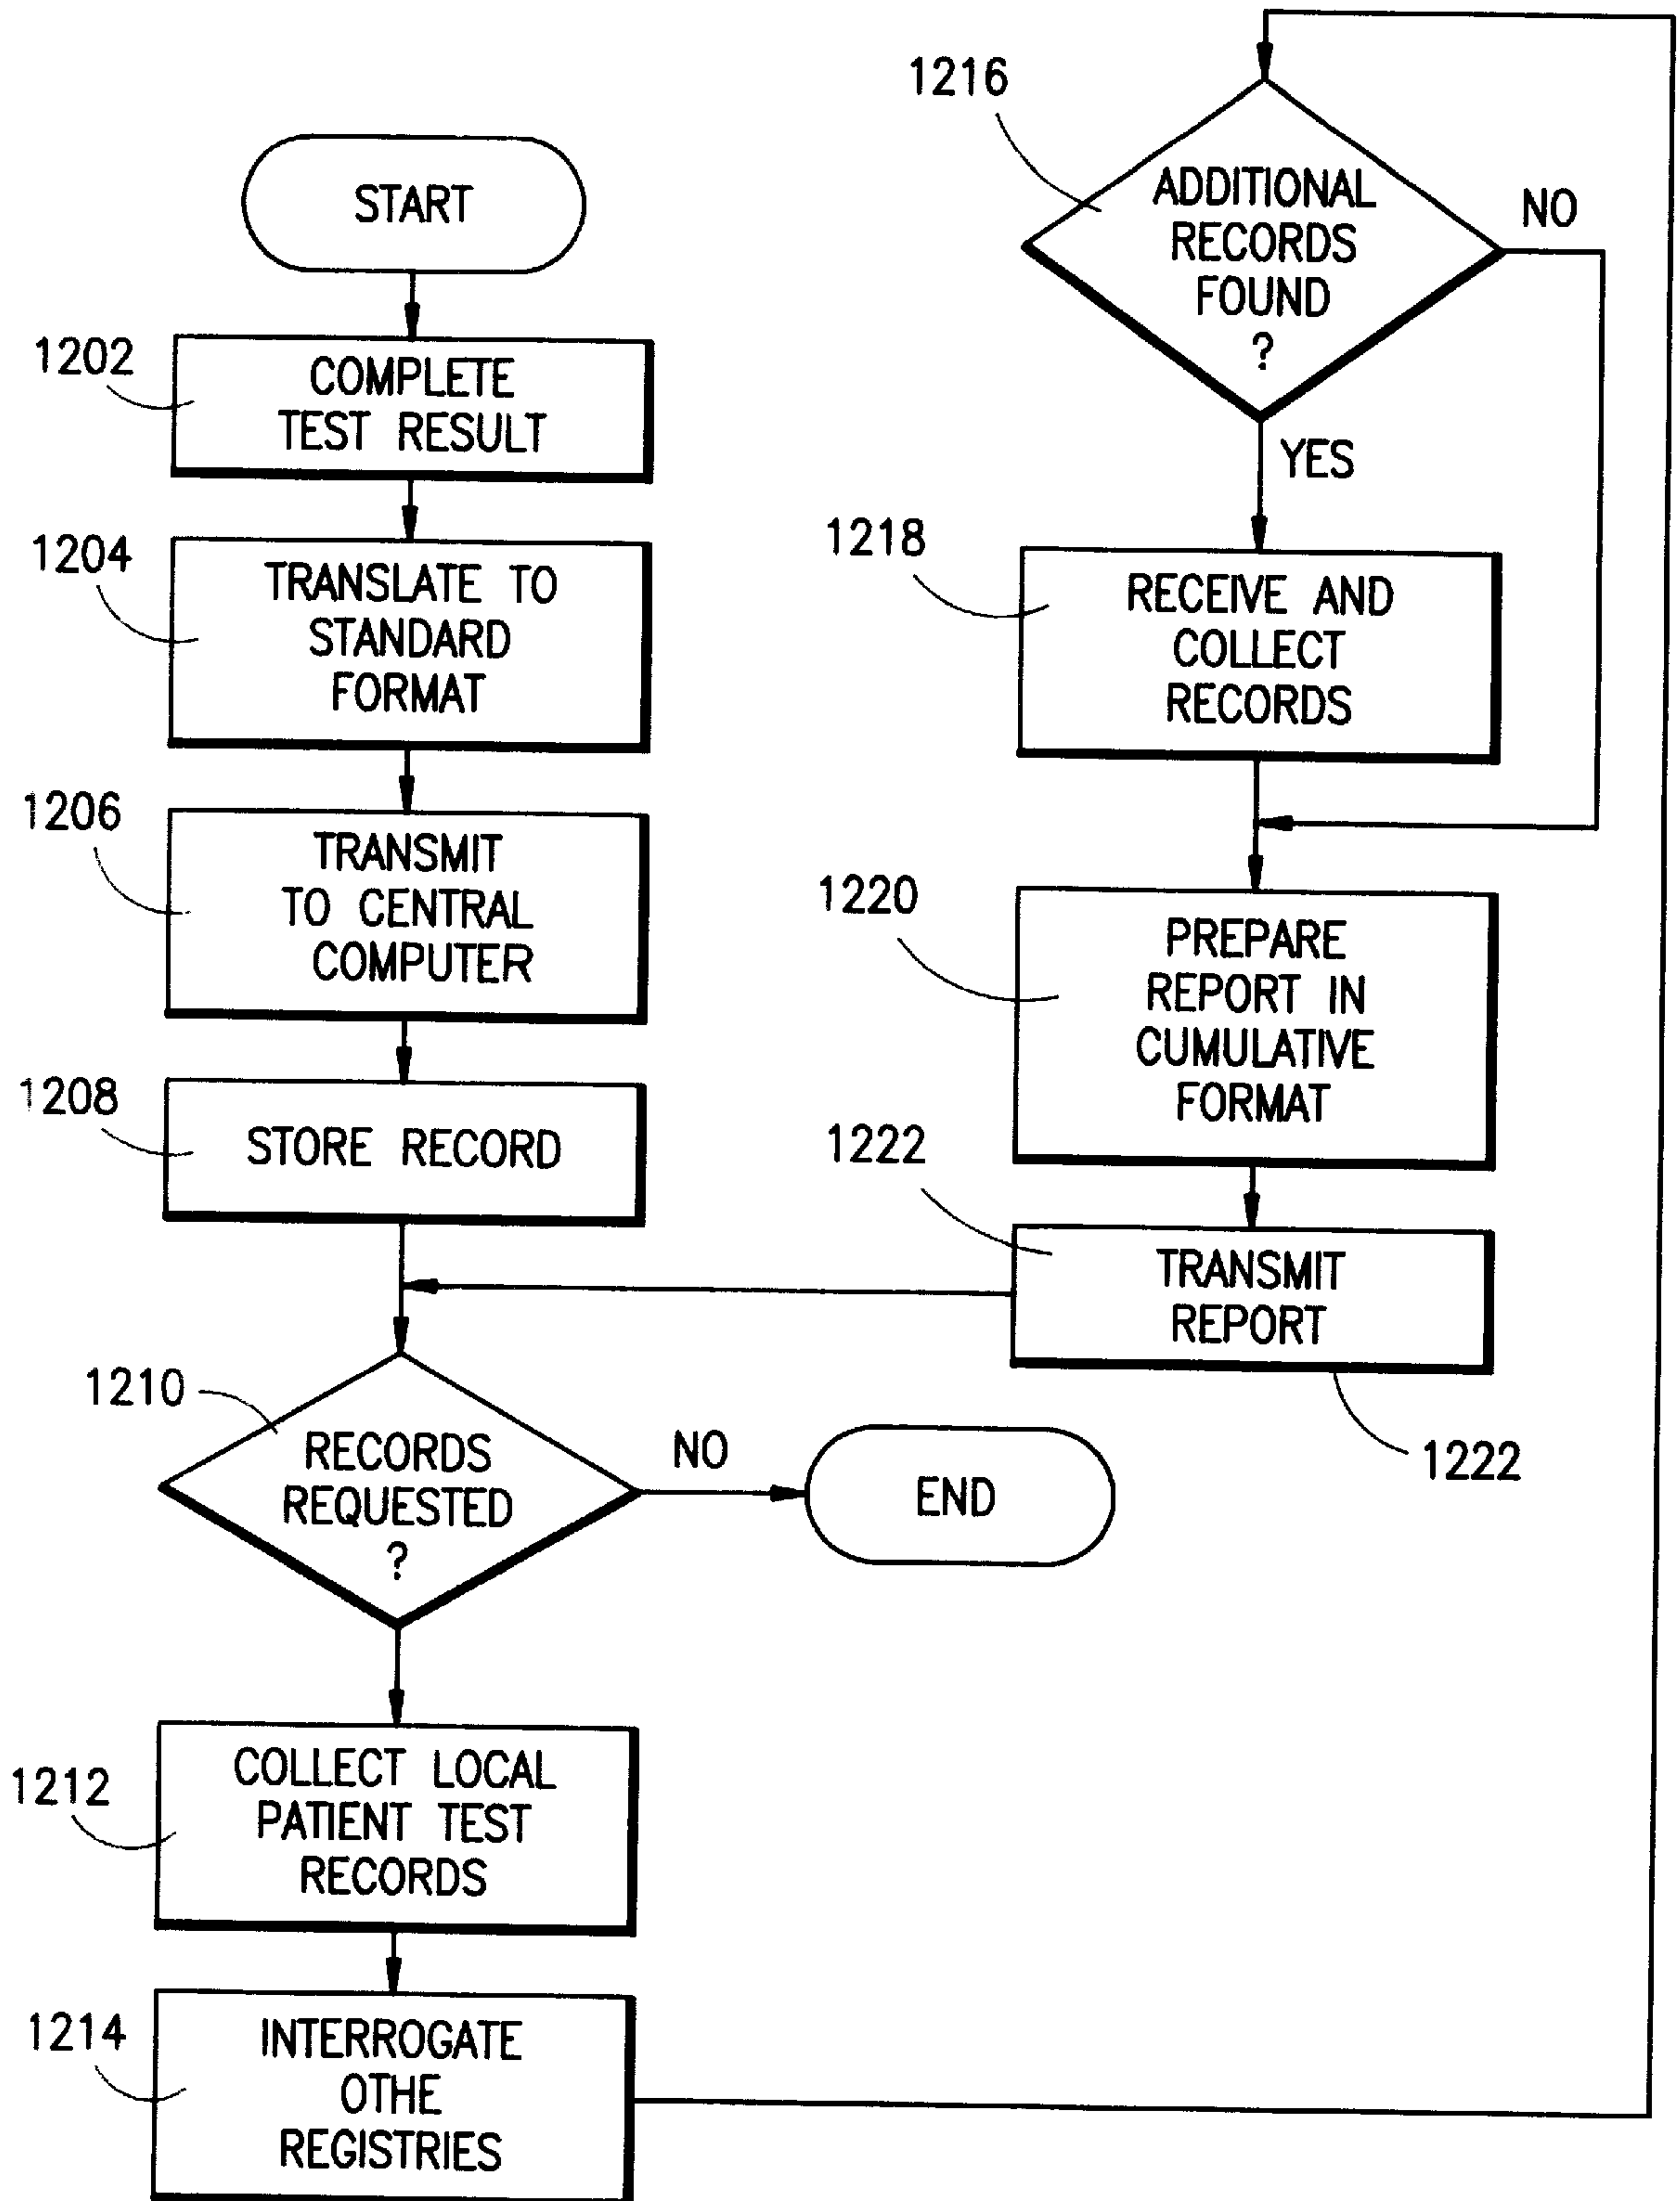 START
1202
COMPLETE
TEST RESULT
1204
TRANSLATE TO
STANDARD
FORMAT
1206
TRANSMIT
TO CENTRAL
COMPUTER
1208
STORE RECORD
1210
RECORDS
REQUESTED
?
NO
END
1212
COLLECT LOCAL
PATIENT TEST
RECORDS
1214
INTERROGATE
OTHE
REGISTRIES
1216
ADDITIONAL
RECORDS
FOUND
?
NO
YES
1218
RECEIVE AND
COLLECT
RECORDS
1220
PREPARE
REPORT IN
CUMULATIVE
FORMAT
1222
TRANSMIT
REPORT
1222